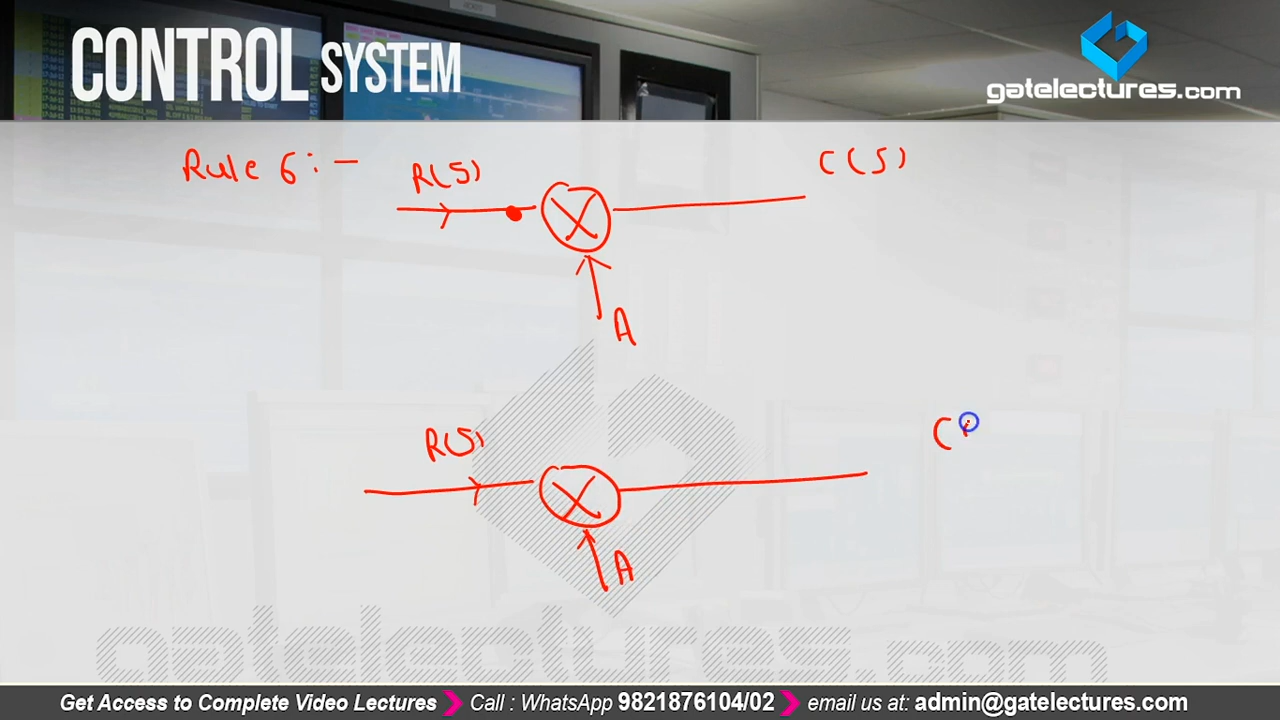 CONTROL SYSTEM
gatelectures.com
Rule 6:- R(S) C(S)
A
R(S) C(
A
gatelectures.com
Get Access to Complete Video Lectures Call : WhatsApp 9821876104/02 email us at: admin@gatelectures.com